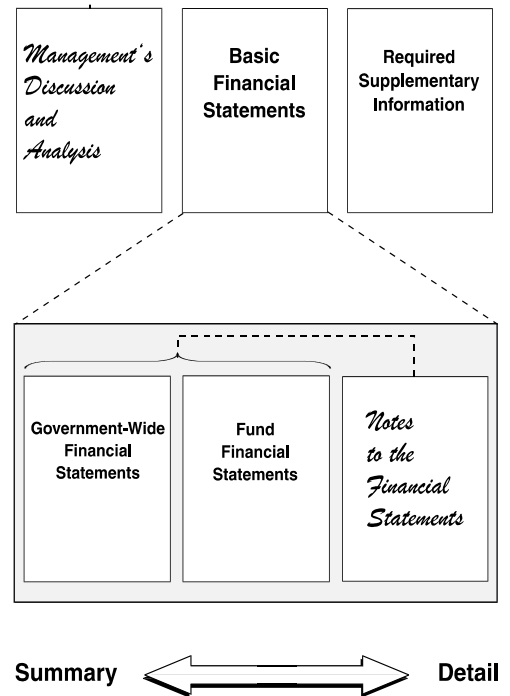 Management's
Discussion
and
Analysis
Basic
Financial
Statements
Required
Supplementary
Information
Government-Wide
Financial
Statements
Fund
Financial
Statements
Notes
to the
Financial
Statements
Summary
Detail